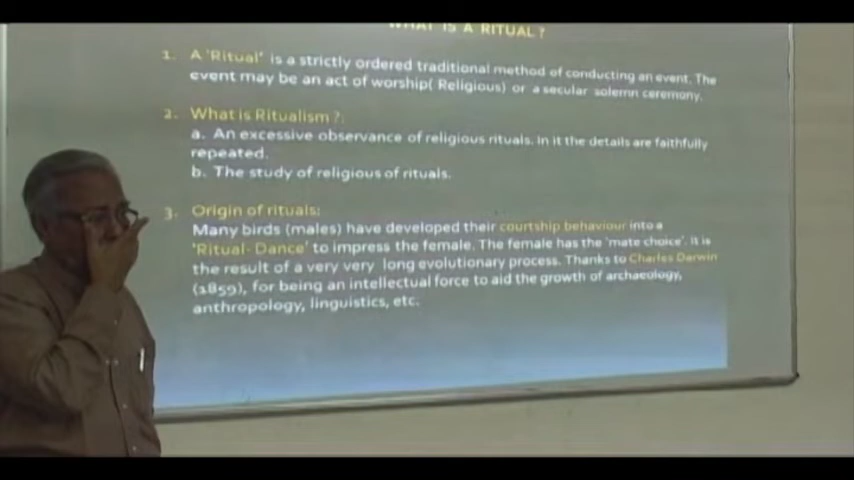 WHAT IS A RITUAL ?
1. A 'Ritual' is a strictly ordered traditional method of conducting an event. The
event may be an act of worship( Religious) or a secular solemn ceremony.
2. What is Ritualism ?:
a. An excessive observance of religious rituals. In it the details are faithfully
repeated.
b. The study of religious of rituals.
3. Origin of rituals:
Many birds (males) have developed their courtship behaviour into a
'Ritual- Dance' to impress the female. The female has the 'mate choice'. It is
the result of a very very long evolutionary process. Thanks to Charles Darwin
(1859), for being an intellectual force to aid the growth of archaeology,
anthropology, linguistics, etc.